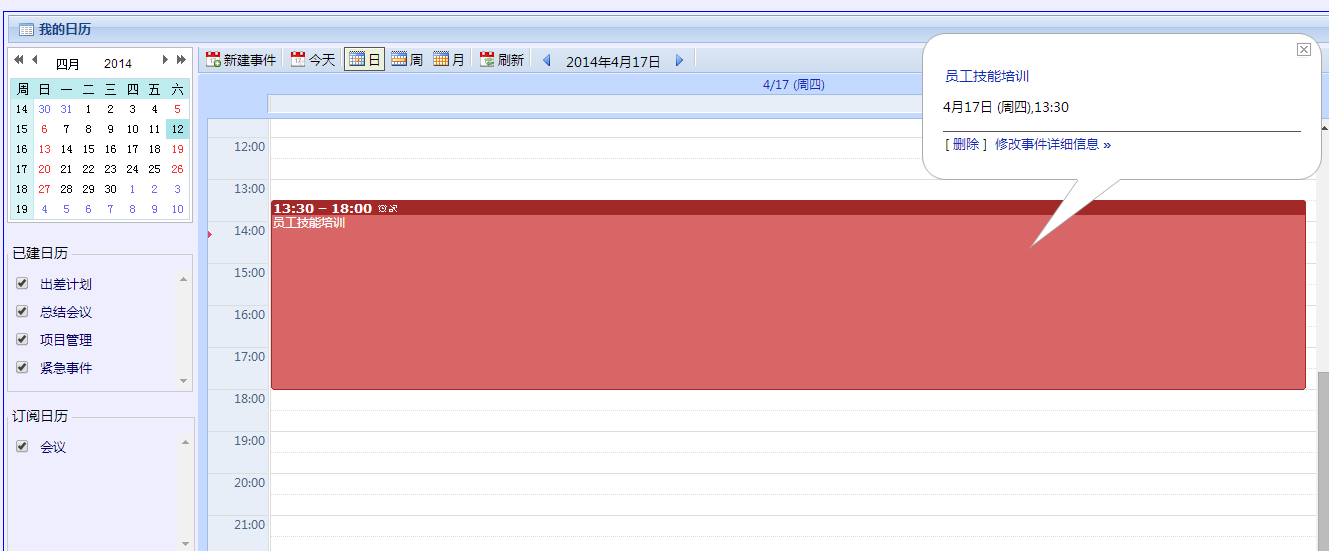 我的日历
四月 2014
周 日 一 二 三 四 五 六
14 30 31 1 2 3 4 5
15 6 7 8 9 10 11 12
16 13 14 15 16 17 18 19
17 20 21 22 23 24 25 26
18 27 28 29 30 1 2 3
19 4 5 6 7 8 9 10
已建日历
出差计划
总结会议
项目管理
紧急事件
订阅日历
会议
新建事件 今天 日 周 月 刷新 2014年4月17日
4/17 (周四)
12:00
13:00
14:00
15:00
16:00
17:00
18:00
19:00
20:00
21:00
13:30 – 18:00
员工技能培训
员工技能培训
4月17日 (周四),13:30
[ 删除 ] 修改事件详细信息 »